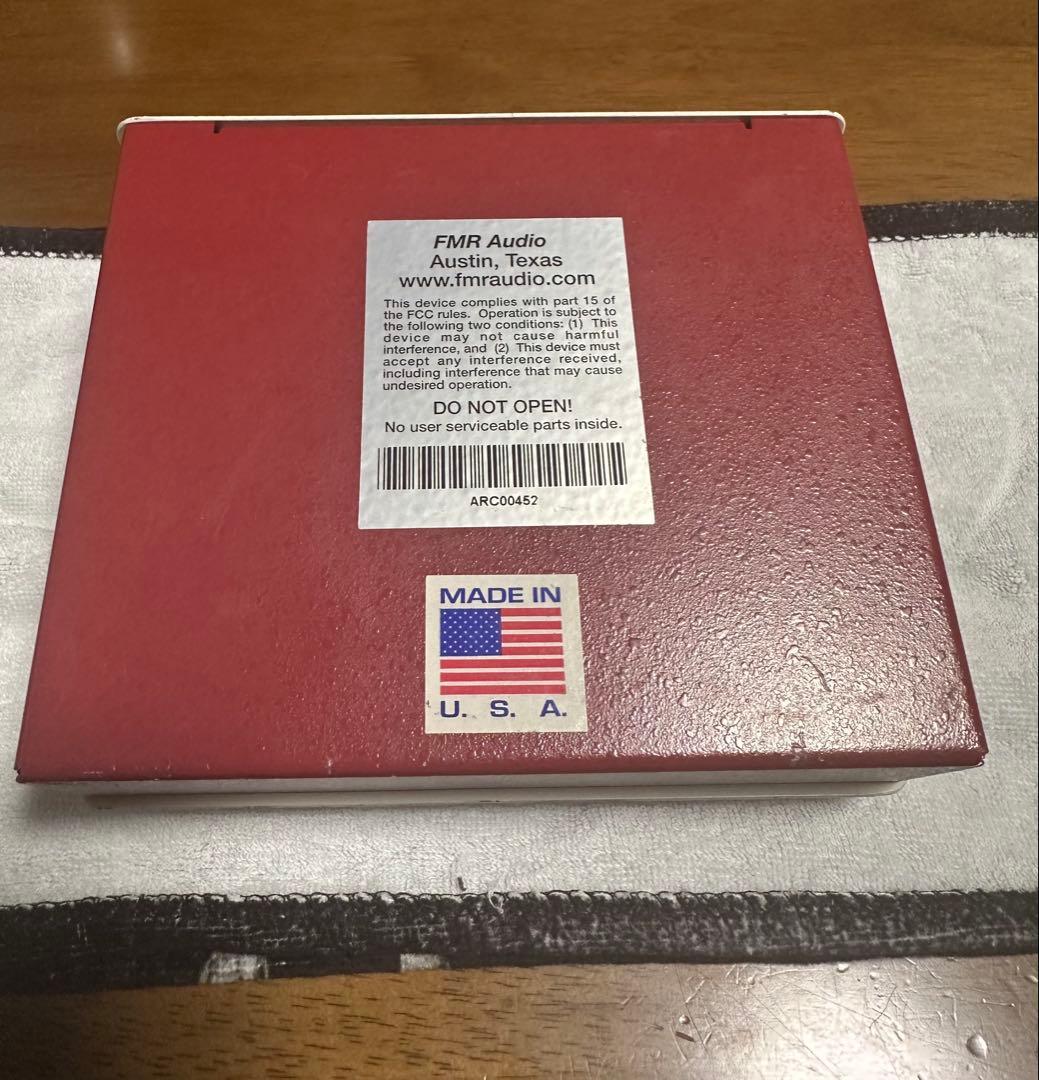 FMR Audio
Austin, Texas
www.fmraudio.com
This device complies with part 15 of
the FCC rules. Operation is subject to
the following two conditions: (1) This
device may not cause harmful
interference, and (2) This device must
accept any interference received,
including interference that may cause
undesired operation.
DO NOT OPEN!
No user serviceable parts inside.
ARC00452
MADE IN
U. S. A.